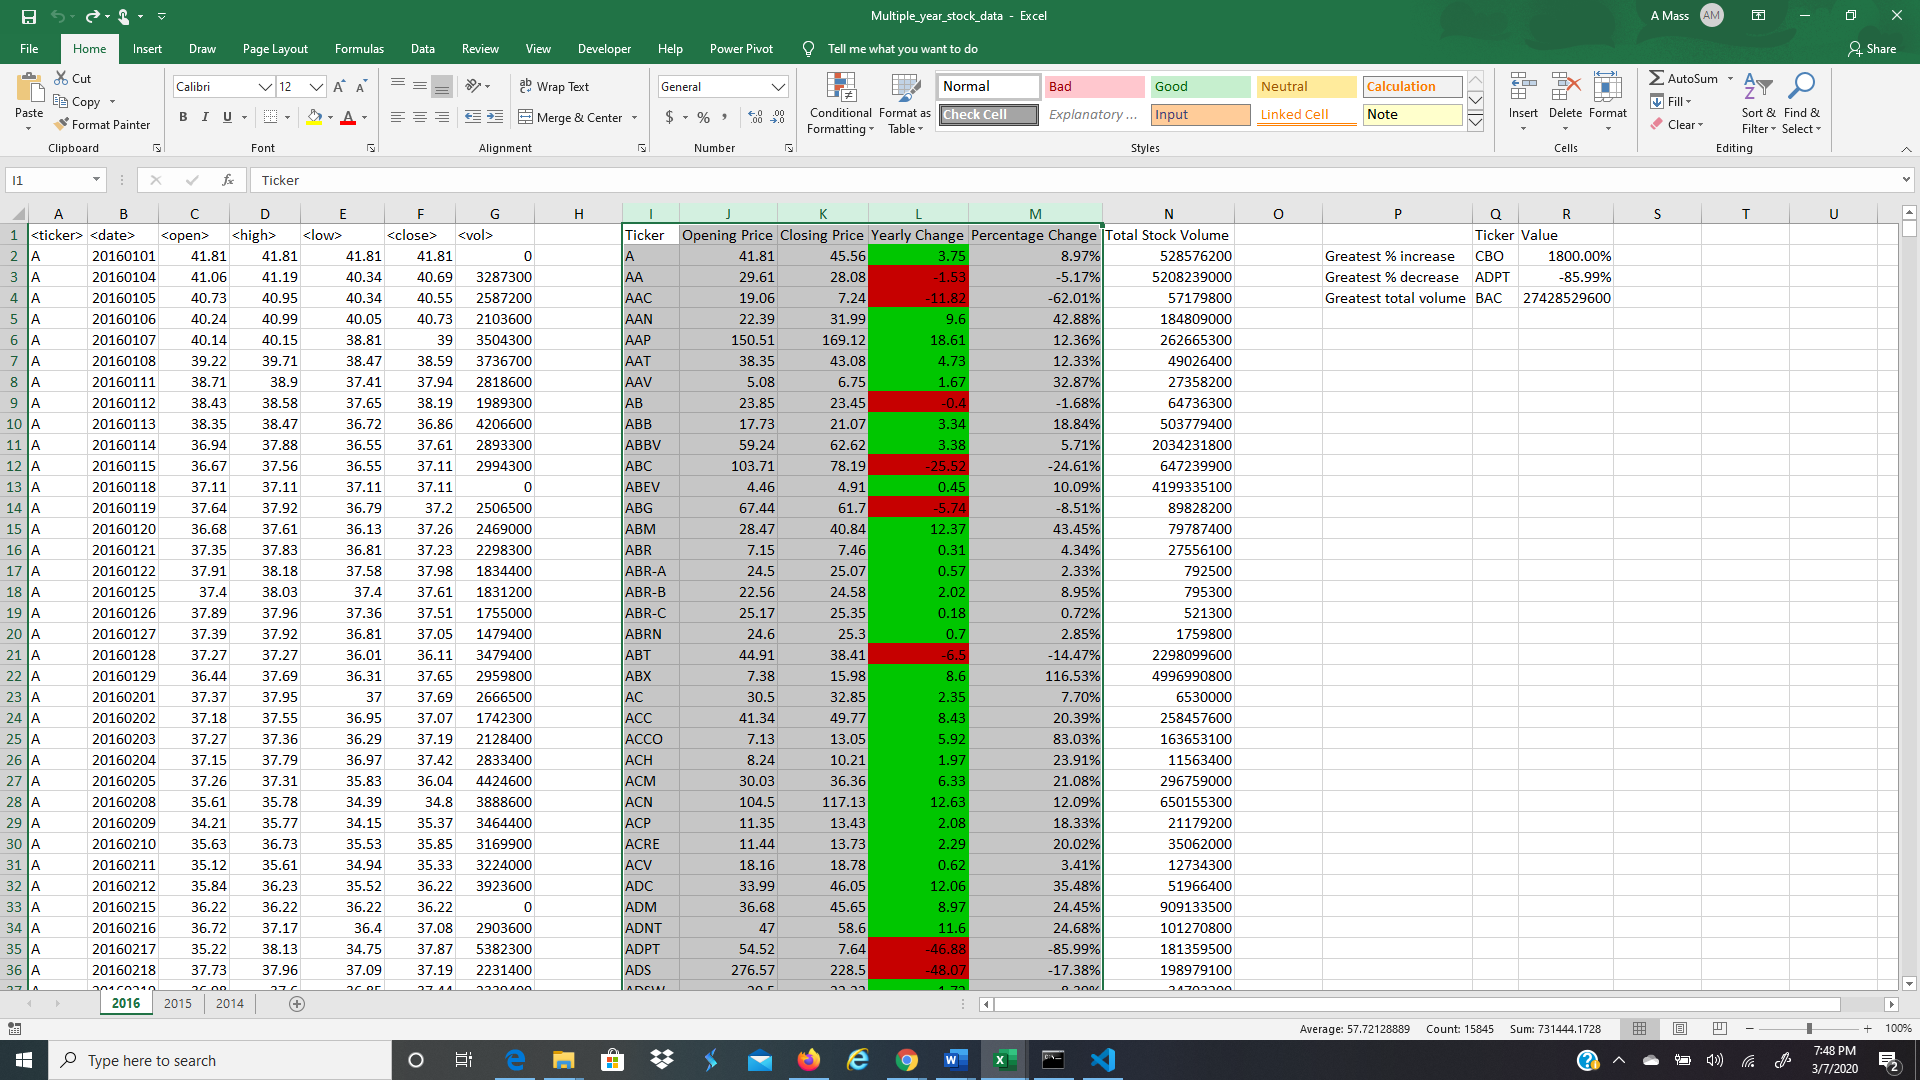 Multiple_year_stock_data - Excel
A Mass AM
File Home Insert Draw Page Layout Formulas Data Review View Developer Help Power Pivot Tell me what you want to do Share
Paste Cut Copy Format Painter Clipboard
Calibri 12 B I U A Font
Wrap Text Merge & Center Alignment
General $ % , Number
Conditional Formatting Format as Table
Normal Bad Good Neutral Calculation
Check Cell Explanatory ... Input Linked Cell Note
Styles
Insert Delete Format Cells
AutoSum Fill Clear Sort & Filter Find & Select Editing
I1 fx Ticker
A B C D E F G H I J K L M N O P Q R S T U
1 <ticker> <date> <open> <high> <low> <close> <vol> Ticker Opening Price Closing Price Yearly Change Percentage Change Total Stock Volume Ticker Value
2 A 20160101 41.81 41.81 41.81 41.81 0 A 41.81 45.56 3.75 8.97% 528576200 Greatest % increase CBO 1800.00%
3 A 20160104 41.06 41.19 40.34 40.69 3287300 AA 29.61 28.08 -1.53 -5.17% 5208239000 Greatest % decrease ADPT -85.99%
4 A 20160105 40.73 40.95 40.34 40.55 2587200 AAC 19.06 7.24 -11.82 -62.01% 57179800 Greatest total volume BAC 27428529600
5 A 20160106 40.24 40.99 40.05 40.73 2103600 AAN 22.39 31.99 9.6 42.88% 184809000
6 A 20160107 40.14 40.15 38.81 39 3504300 AAP 150.51 169.12 18.61 12.36% 262665300
7 A 20160108 39.22 39.71 38.47 38.59 3736700 AAT 38.35 43.08 4.73 12.33% 49026400
8 A 20160111 38.71 38.9 37.41 37.94 2818600 AAV 5.08 6.75 1.67 32.87% 27358200
9 A 20160112 38.43 38.58 37.65 38.19 1989300 AB 23.85 23.45 -0.4 -1.68% 64736300
10 A 20160113 38.35 38.47 36.72 36.86 4206600 ABB 17.73 21.07 3.34 18.84% 503779400
11 A 20160114 36.94 37.88 36.55 37.61 2893300 ABBV 59.24 62.62 3.38 5.71% 2034231800
12 A 20160115 36.67 37.56 36.55 37.11 2994300 ABC 103.71 78.19 -25.52 -24.61% 647239900
13 A 20160118 37.11 37.11 37.11 37.11 0 ABEV 4.46 4.91 0.45 10.09% 4199335100
14 A 20160119 37.64 37.92 36.79 37.2 2506500 ABG 67.44 61.7 -5.74 -8.51% 89828200
15 A 20160120 36.68 37.61 36.13 37.26 2469000 ABM 28.47 40.84 12.37 43.45% 79787400
16 A 20160121 37.35 37.83 36.81 37.23 2298300 ABR 7.15 7.46 0.31 4.34% 27556100
17 A 20160122 37.91 38.18 37.58 37.98 1834400 ABR-A 24.5 25.07 0.57 2.33% 792500
18 A 20160125 37.4 38.03 37.4 37.61 1831200 ABR-B 22.56 24.58 2.02 8.95% 795300
19 A 20160126 37.89 37.96 37.36 37.51 1755000 ABR-C 25.17 25.35 0.18 0.72% 521300
20 A 20160127 37.39 37.92 36.81 37.05 1479400 ABRN 24.6 25.3 0.7 2.85% 1759800
21 A 20160128 37.27 37.27 36.01 36.11 3479400 ABT 44.91 38.41 -6.5 -14.47% 2298099600
22 A 20160129 36.44 37.69 36.31 37.65 2959800 ABX 7.38 15.98 8.6 116.53% 4996990800
23 A 20160201 37.37 37.95 37 37.69 2666500 AC 30.5 32.85 2.35 7.70% 6530000
24 A 20160202 37.18 37.55 36.95 37.07 1742300 ACC 41.34 49.77 8.43 20.39% 258457600
25 A 20160203 37.27 37.36 36.29 37.19 2128400 ACCO 7.13 13.05 5.92 83.03% 163653100
26 A 20160204 37.15 37.79 36.97 37.42 2833400 ACH 8.24 10.21 1.97 23.91% 11563400
27 A 20160205 37.26 37.31 35.83 36.04 4424600 ACM 30.03 36.36 6.33 21.08% 296759000
28 A 20160208 35.61 35.78 34.39 34.8 3888600 ACN 104.5 117.13 12.63 12.09% 650155300
29 A 20160209 34.21 35.77 34.15 35.37 3464400 ACP 11.35 13.43 2.08 18.33% 21179200
30 A 20160210 35.63 36.73 35.53 35.85 3169900 ACRE 11.44 13.73 2.29 20.02% 35062000
31 A 20160211 35.12 35.61 34.94 35.33 3224000 ACV 18.16 18.78 0.62 3.41% 12734300
32 A 20160212 35.84 36.23 35.52 36.22 3923600 ADC 33.99 46.05 12.06 35.48% 51966400
33 A 20160215 36.22 36.22 36.22 36.22 0 ADM 36.68 45.65 8.97 24.45% 909133500
34 A 20160216 36.72 37.17 36.4 37.08 2903600 ADNT 47 58.6 11.6 24.68% 101270800
35 A 20160217 35.22 38.13 34.75 37.87 5382300 ADPT 54.52 7.64 -46.88 -85.99% 181359500
36 A 20160218 37.73 37.96 37.09 37.19 2231400 ADS 276.57 228.5 -48.07 -17.38% 198979100
2016 2015 2014
Average: 57.72128889 Count: 15845 Sum: 731444.1728 100%
Type here to search
7:48 PM
3/7/2020
2